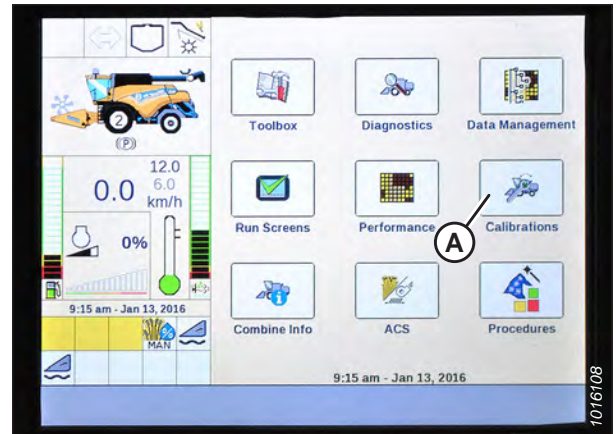 2
(P)
12.0
6.0
0.0 km/h
0%
9:15 am - Jan 13, 2016
MAN
Toolbox
Diagnostics
Data Management
Run Screens
Performance
Calibrations
A
Combine Info
ACS
Procedures
9:15 am - Jan 13, 2016
1016108